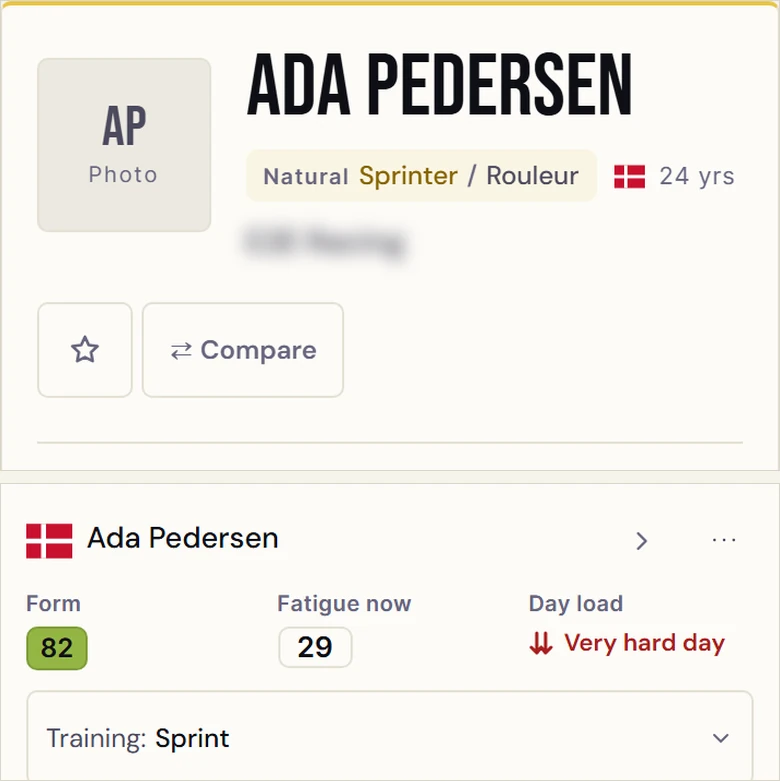 ADA PEDERSEN
AP
Photo
Natural Sprinter / Rouleur 24 yrs
Compare
Ada Pedersen
...
Form Fatigue now Day load
82 29 Very hard day
Training: Sprint